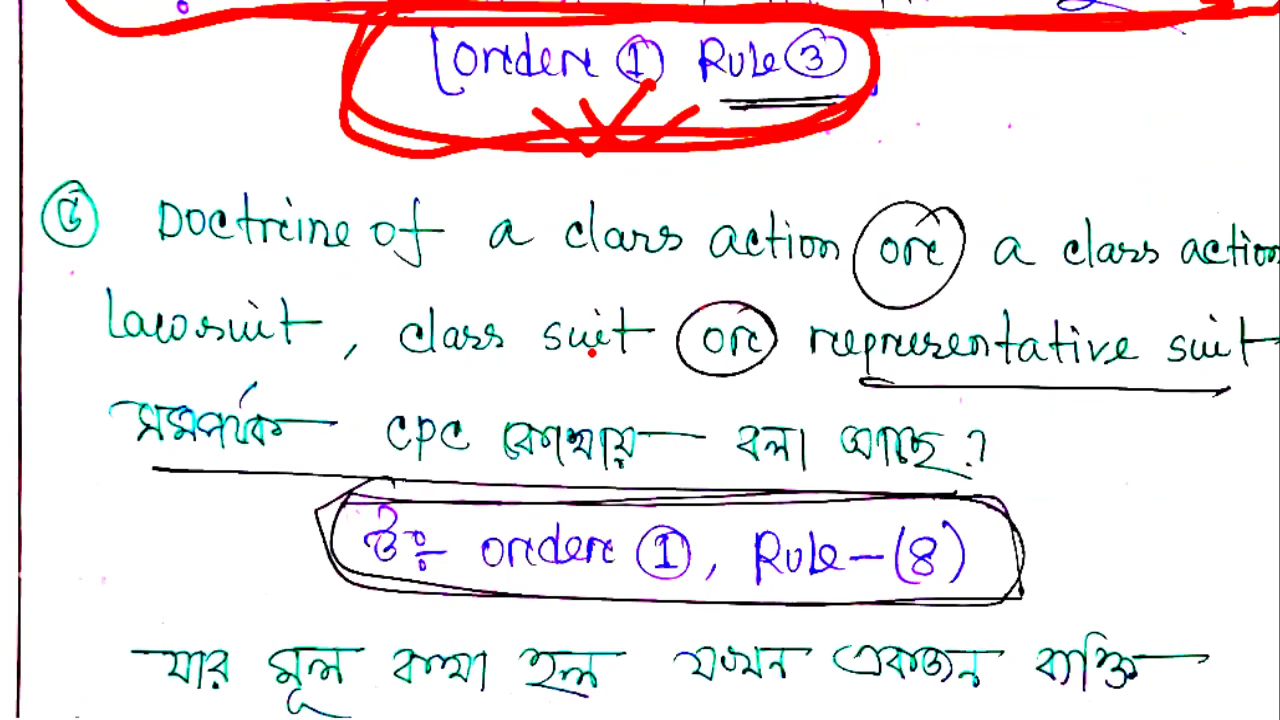 [Order ① Rule ③
৫ Doctrine of a class action or a class action
Lawsuit, class suit or representative suit
সম্পর্কে CPC কোথায় বলা আছে?
উঃ Order ①, Rule-(8)
যার মূল কথা হল যখন একজন ব্যক্তি